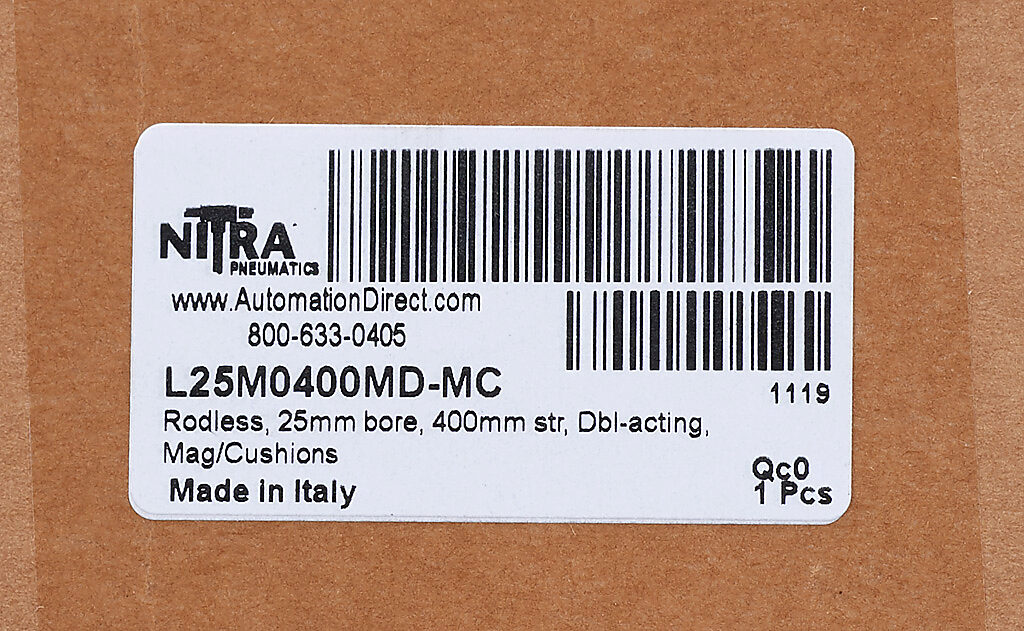 NITRA
PNEUMATICS
www.AutomationDirect.com
800-633-0405
L25M0400MD-MC
1119
Rodless, 25mm bore, 400mm str, Dbl-acting,
Mag/Cushions
Qc0
Made in Italy
1 Pcs